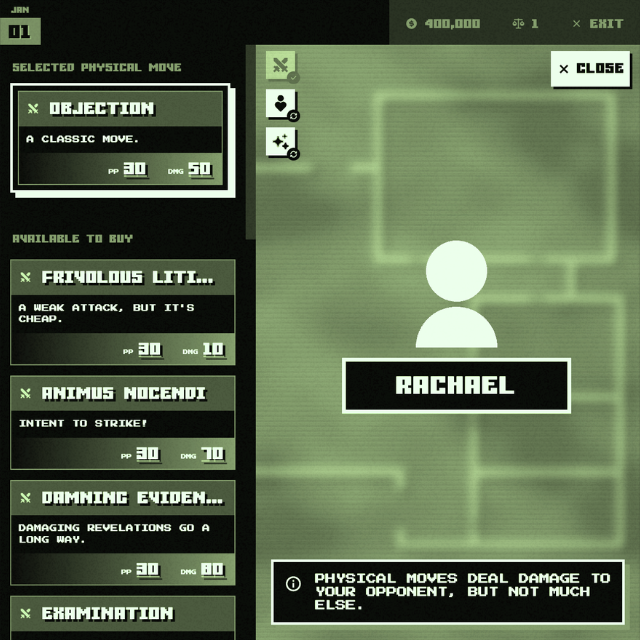 JAN
01
400,000
1
× EXIT
SELECTED PHYSICAL MOVE
OBJECTION
A CLASSIC MOVE.
PP 30 DMG 50
AVAILABLE TO BUY
FRIVOLOUS LITI...
A WEAK ATTACK, BUT IT'S
CHEAP.
PP 30 DMG 10
ANIMUS NOCENDI
INTENT TO STRIKE!
PP 30 DMG 70
DAMNING EVIDEN...
DAMAGING REVELATIONS GO A
LONG WAY.
PP 30 DMG 80
EXAMINATION
× CLOSE
RACHAEL
PHYSICAL MOVES DEAL DAMAGE TO
YOUR OPPONENT, BUT NOT MUCH
ELSE.